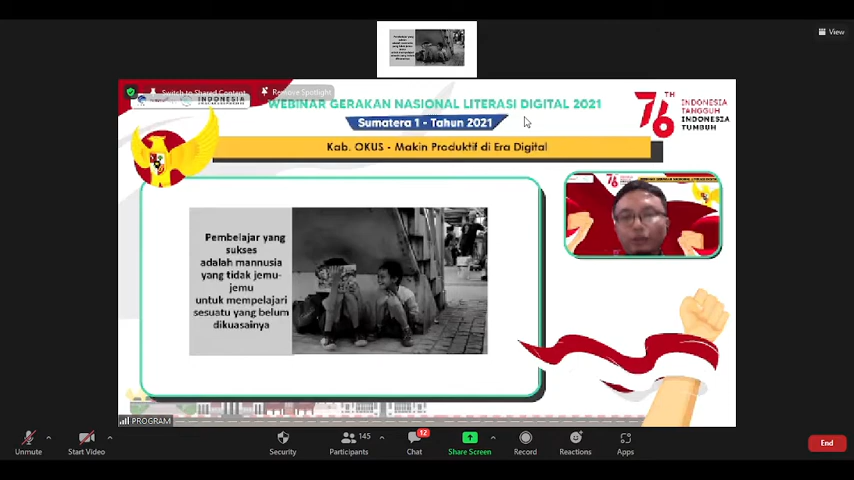 View
Switch to Shared Content
Remove Spotlight
INDONESIA
WEBINAR GERAKAN NASIONAL LITERASI DIGITAL 2021
Sumatera 1 - Tahun 2021
Kab. OKUS - Makin Produktif di Era Digital
76TH
INDONESIA
TANGGUH
INDONESIA
TUMBUH
Pembelajar yang
sukses
adalah mannusia
yang tidak jemu-
jemu
untuk mempelajari
sesuatu yang belum
dikuasainya
PROGRAM
Unmute
Start Video
Security
145
Participants
12
Chat
Share Screen
Record
Reactions
Apps
End